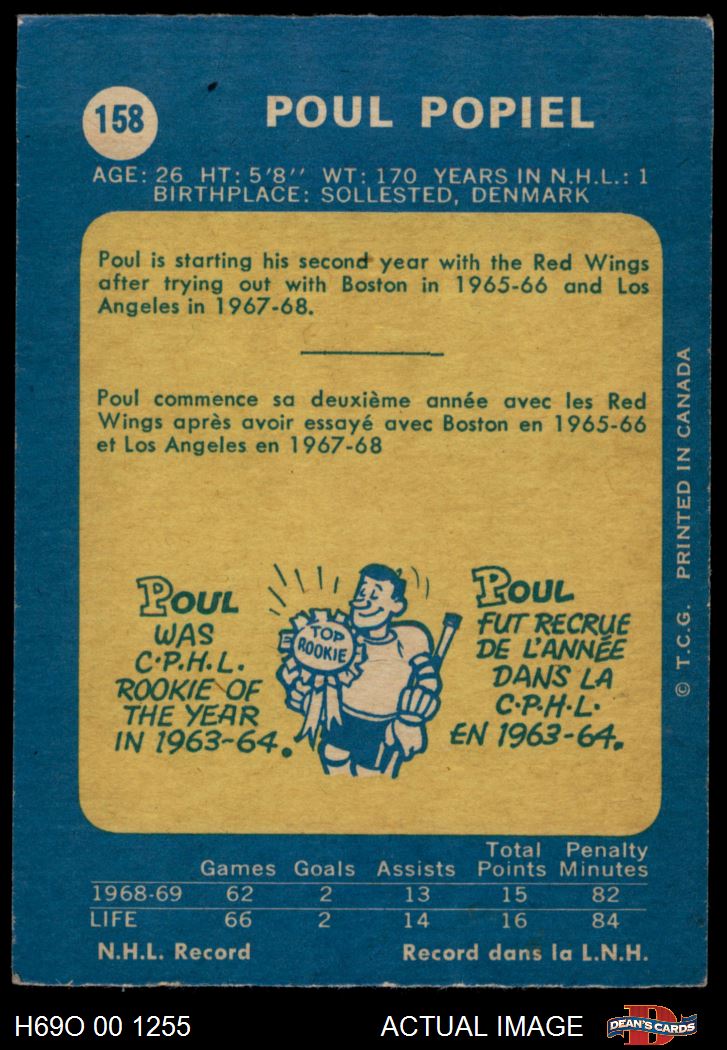 158
POUL POPIEL
AGE: 26 HT: 5'8'' WT: 170 YEARS IN N.H.L.: 1
BIRTHPLACE: SOLLESTED, DENMARK
Poul is starting his second year with the Red Wings
after trying out with Boston in 1965-66 and Los
Angeles in 1967-68.
Poul commence sa deuxième année avec les Red
Wings après avoir essayé avec Boston en 1965-66
et Los Angeles en 1967-68
POUL
WAS
C.P.H.L.
ROOKIE OF
THE YEAR
IN 1963-64.
TOP
ROOKIE
POUL
FUT RECRUE
DE L'ANNÉE
DANS LA
C.P.H.L.
EN 1963-64.
© T.C.G. PRINTED IN CANADA
Total Penalty
Games Goals Assists Points Minutes
1968-69 62 2 13 15 82
LIFE 66 2 14 16 84
N.H.L. Record Record dans la L.N.H.
H69O 00 1255 ACTUAL IMAGE
D
DEAN'S CARDS